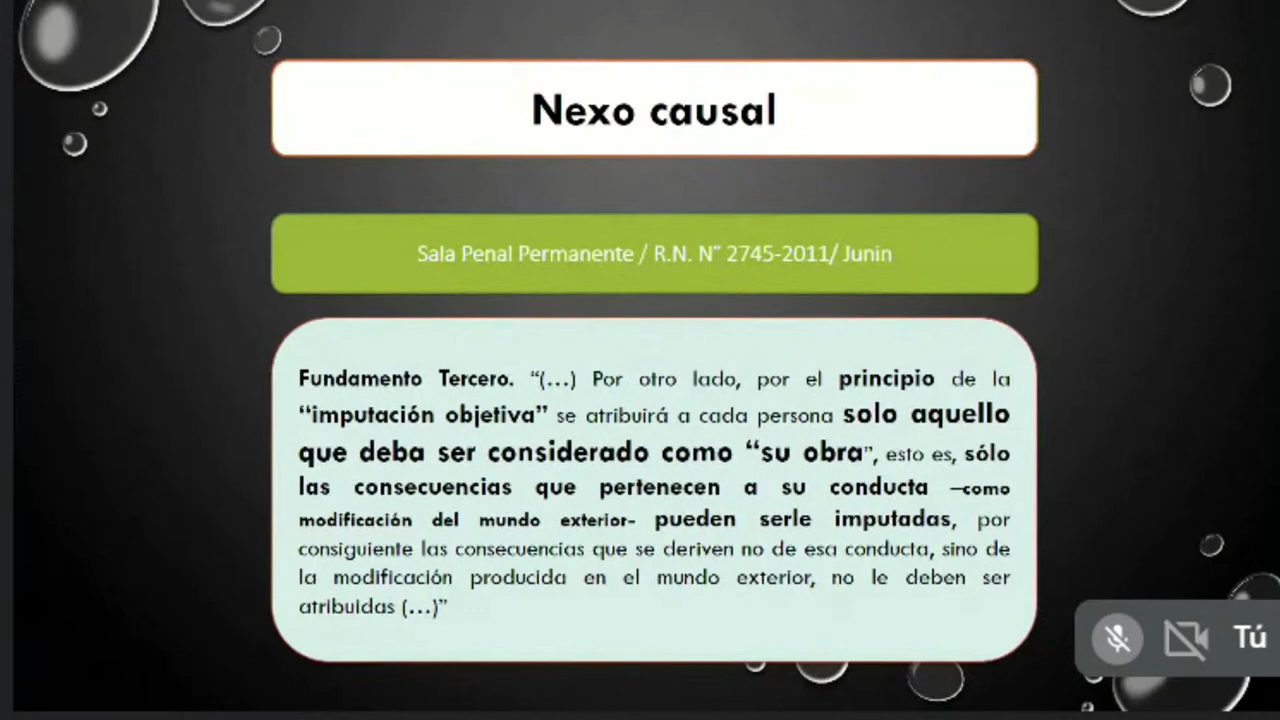 Nexo causal
Sala Penal Permanente / R.N. N° 2745-2011/ Junin
Fundamento Tercero. “(…) Por otro lado, por el principio de la
“imputación objetiva” se atribuirá a cada persona solo aquello
que deba ser considerado como “su obra”, esto es, sólo
las consecuencias que pertenecen a su conducta –como
modificación del mundo exterior- pueden serle imputadas, por
consiguiente las consecuencias que se deriven no de esa conducta, sino de
la modificación producida en el mundo exterior, no le deben ser
atribuidas (…)”
Tú